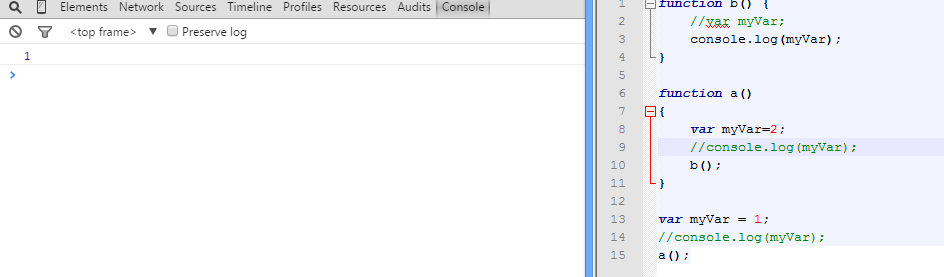 Elements Network Sources Timeline Profiles Resources Audits Console
<top frame> ▼ Preserve log
1
>
1 function b() {
2 //var myVar;
3 console.log(myVar);
4 }
5
6 function a()
7 {
8 var myVar=2;
9 //console.log(myVar);
10 b();
11 }
12
13 var myVar = 1;
14 //console.log(myVar);
15 a();